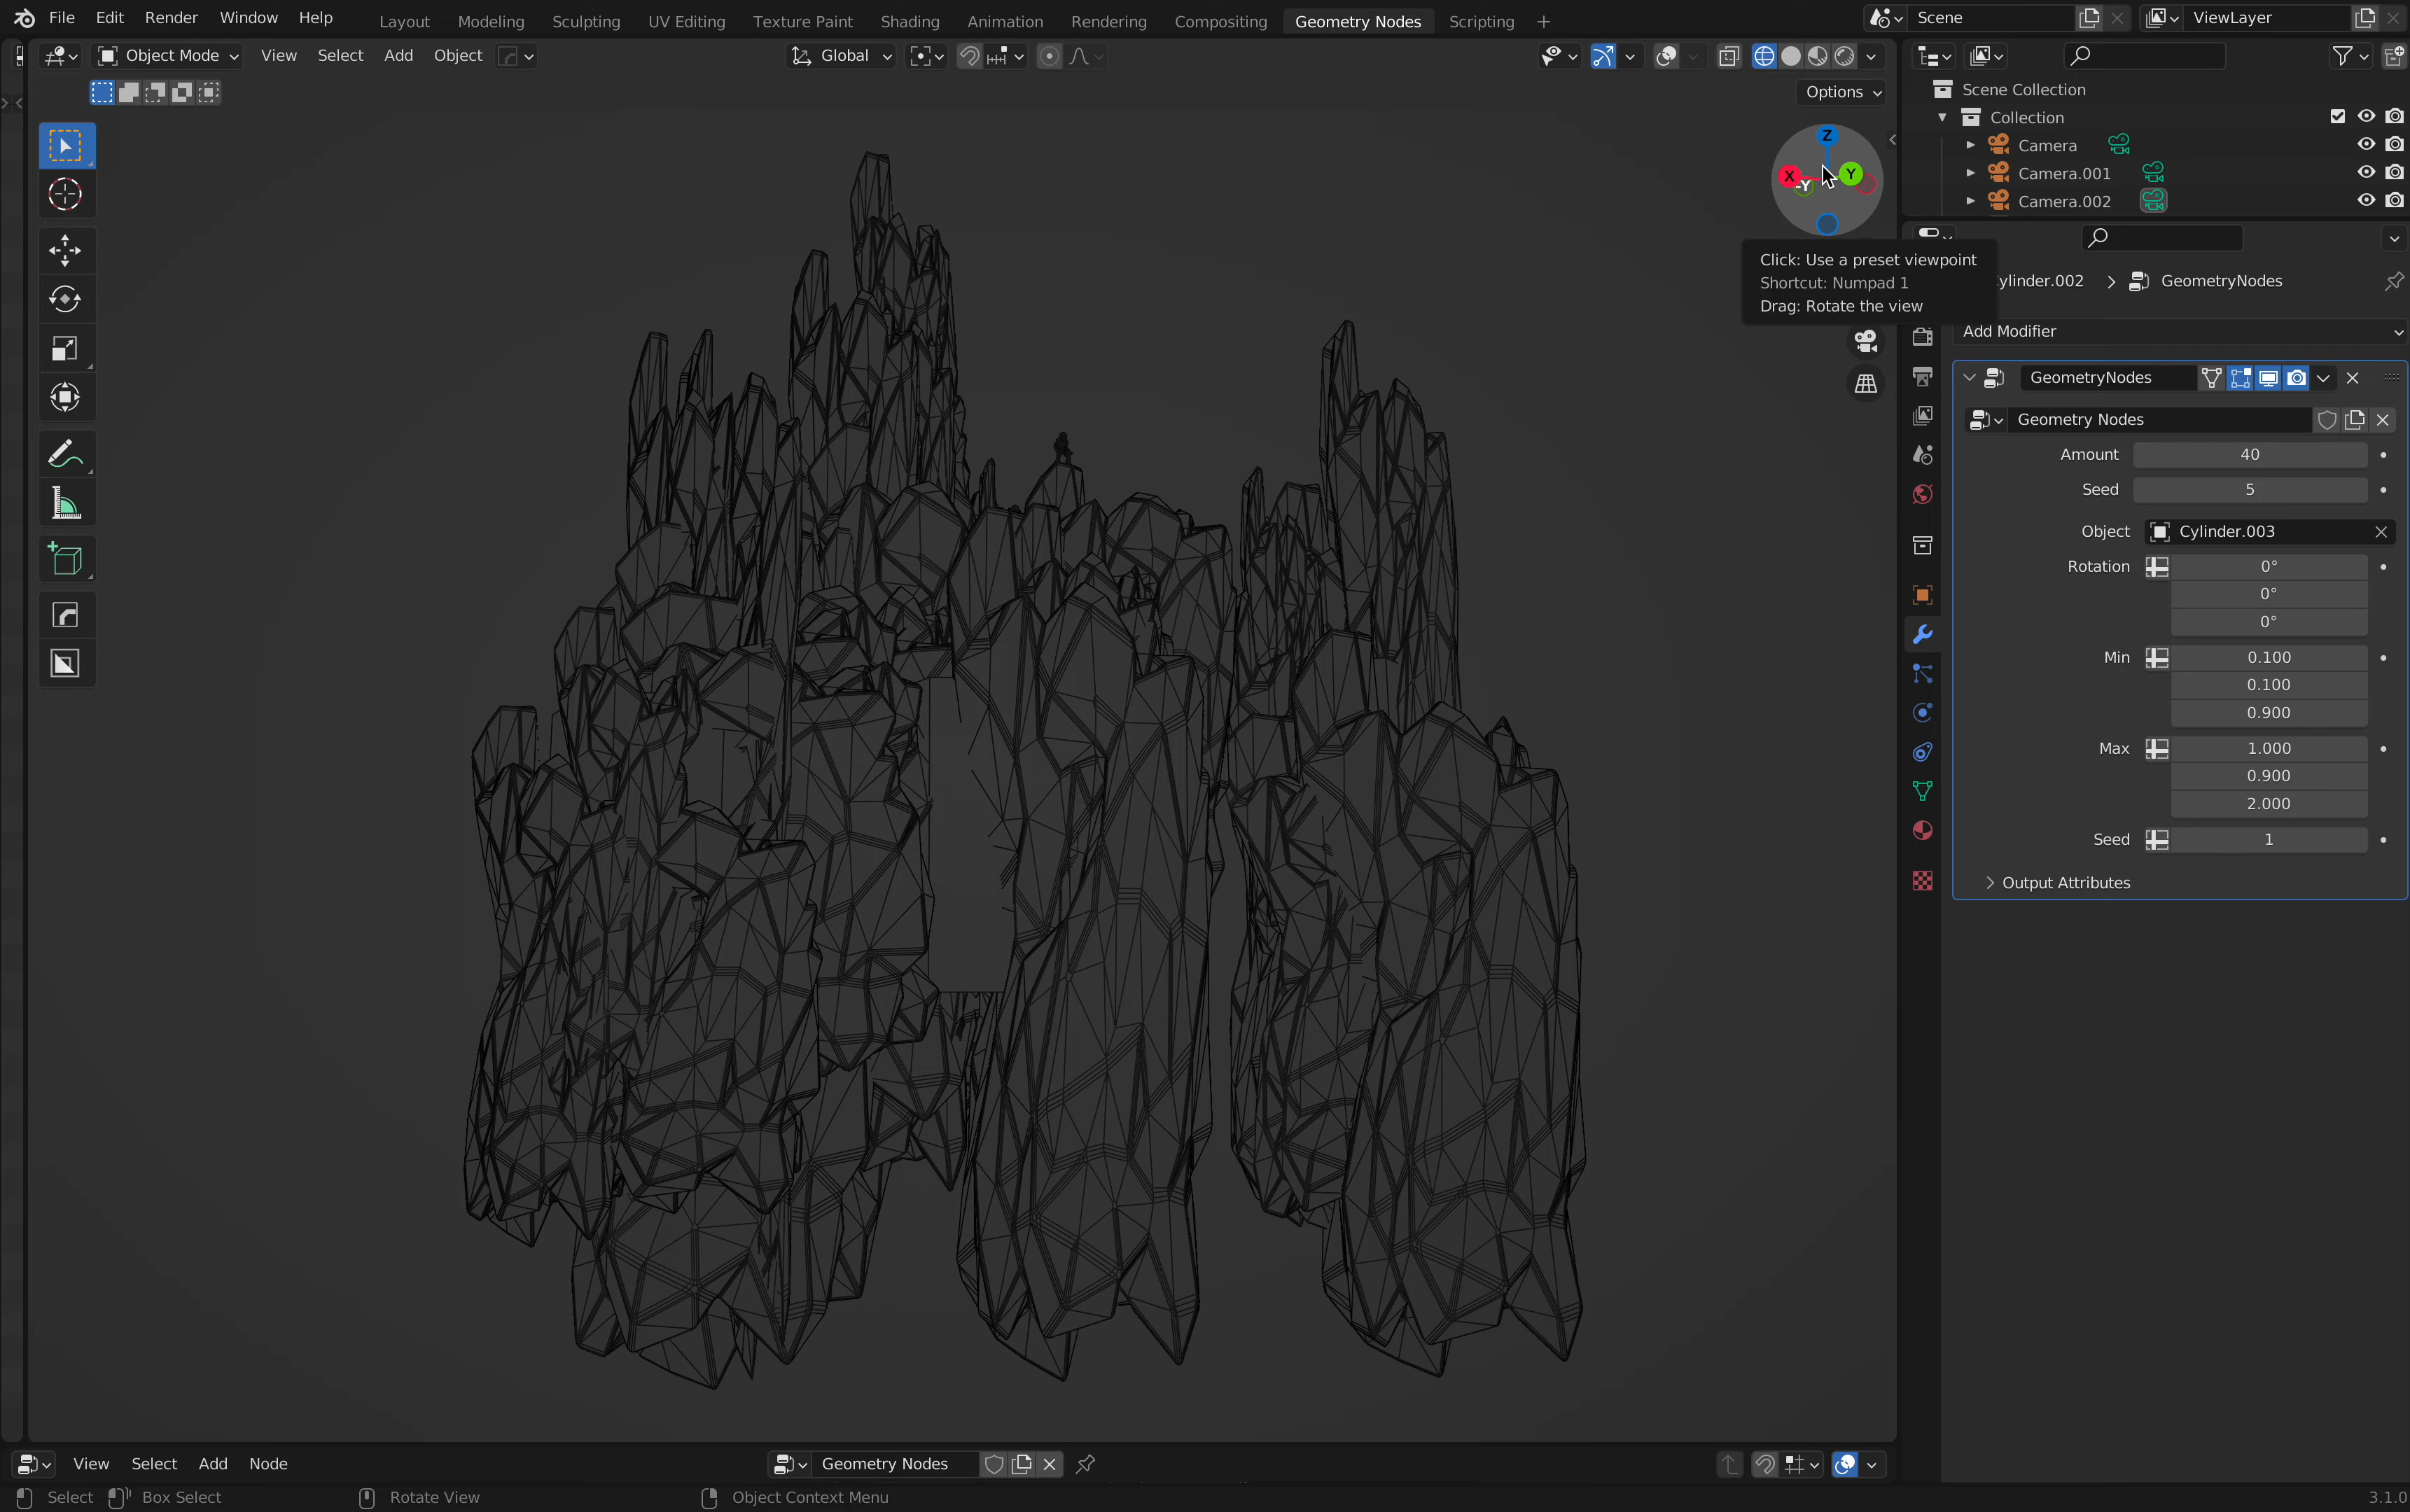 File Edit Render Window Help
Layout Modeling Sculpting UV Editing Texture Paint Shading Animation Rendering Compositing Geometry Nodes Scripting +
Scene
ViewLayer
Object Mode View Select Add Object
Global
Options
Z
X
-Y
Y
Click: Use a preset viewpoint
Shortcut: Numpad 1
Drag: Rotate the view
Scene Collection
Collection
Camera
Camera.001
Camera.002
ylinder.002 > GeometryNodes
Add Modifier
GeometryNodes
Geometry Nodes
Amount 40
Seed 5
Object Cylinder.003
Rotation 0°
0°
0°
Min 0.100
0.100
0.900
Max 1.000
0.900
2.000
Seed 1
Output Attributes
View Select Add Node
Geometry Nodes
Select Box Select Rotate View Object Context Menu
3.1.0